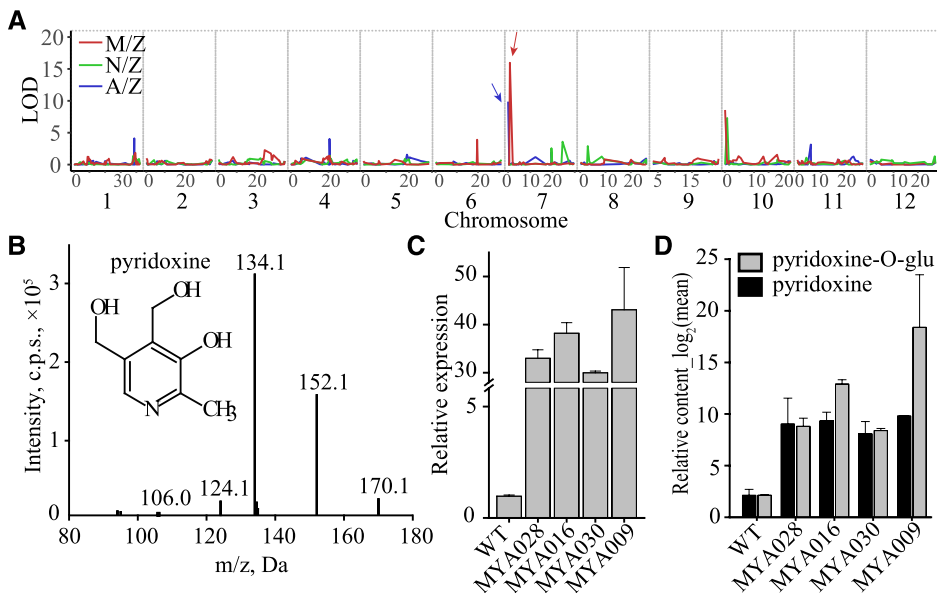 A
LOD
20
15
10
5
0
M/Z
N/Z
A/Z
0 30 0 20 0 20 0 20 0 20 0 20 0 10 20 0 20 5 15 0 10 200 0 10 20 0 10 20
1 2 3 4 5 6 7 8 9 10 11 12
Chromosome
B
Intensity, c.p.s., ×10⁵
3
2
1
0
pyridoxine
OH
OH
OH
N
CH₃
134.1
152.1
106.0
124.1
170.1
80 100 120 140 160 180
m/z, Da
C
Relative expression
50
40
30
5
0
WT
MYA028
MYA016
MYA030
MYA009
D
Relative content_log₂(mean)
25
20
15
10
5
0
pyridoxine-O-glu
pyridoxine
WT
MYA028
MYA016
MYA030
MYA009